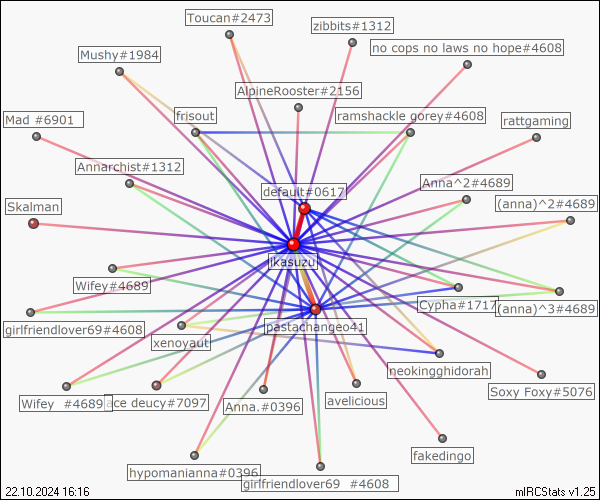 Toucan#2473
zibbits#1312
no cops no laws no hope#4608
Mushy#1984
AlpineRooster#2156
frisout
ramshackle gorey#4608
Mad #6901
rattgaming
Annarchist#1312
default#0617
Anna^2#4689
(anna)^2#4689
Skalman
jkasuzu
Wifey#4689
Cypha#1717
(anna)^3#4689
girlfriendlover69#4608
pastachangeo41
xenoyaut
neokingghidorah
Soxy Foxy#5076
Wifey #4689
ace deucy#7097
Anna.#0396
avelicious
fakedingo
hypomanianna#0396
girlfriendlover69 #4608
22.10.2024 16:16
mIRCStats v1.25